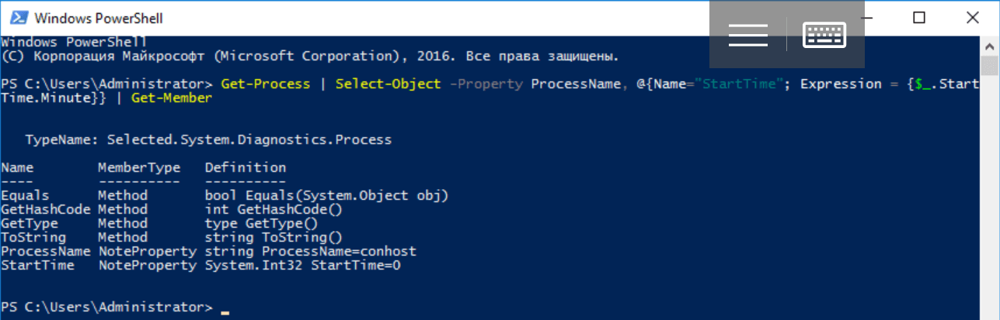 Windows PowerShell
Windows PowerShell
(C) Корпорация Майкрософт (Microsoft Corporation), 2016. Все права защищены.
PS C:\Users\Administrator> Get-Process | Select-Object -Property ProcessName, @{Name="StartTime"; Expression = {$_.Start
Time.Minute}} | Get-Member
TypeName: Selected.System.Diagnostics.Process
Name        MemberType   Definition
----        ----------   ----------
Equals      Method       bool Equals(System.Object obj)
GetHashCode Method       int GetHashCode()
GetType     Method       type GetType()
ToString    Method       string ToString()
ProcessName NoteProperty string ProcessName=conhost
StartTime   NoteProperty System.Int32 StartTime=0
PS C:\Users\Administrator> _